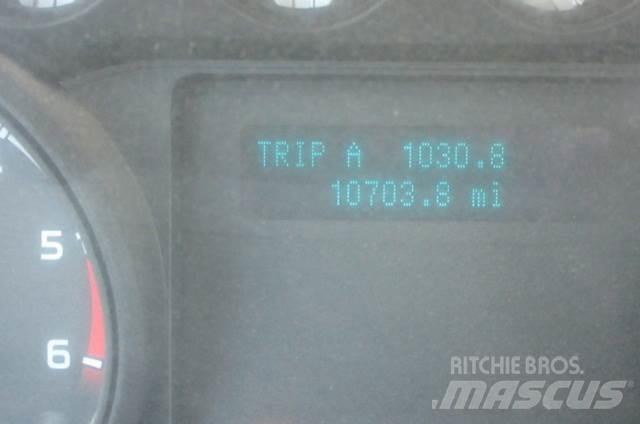 TRIP A 1030.8
10703.8 mi
5
6
RITCHIE BROS.
MASCUS